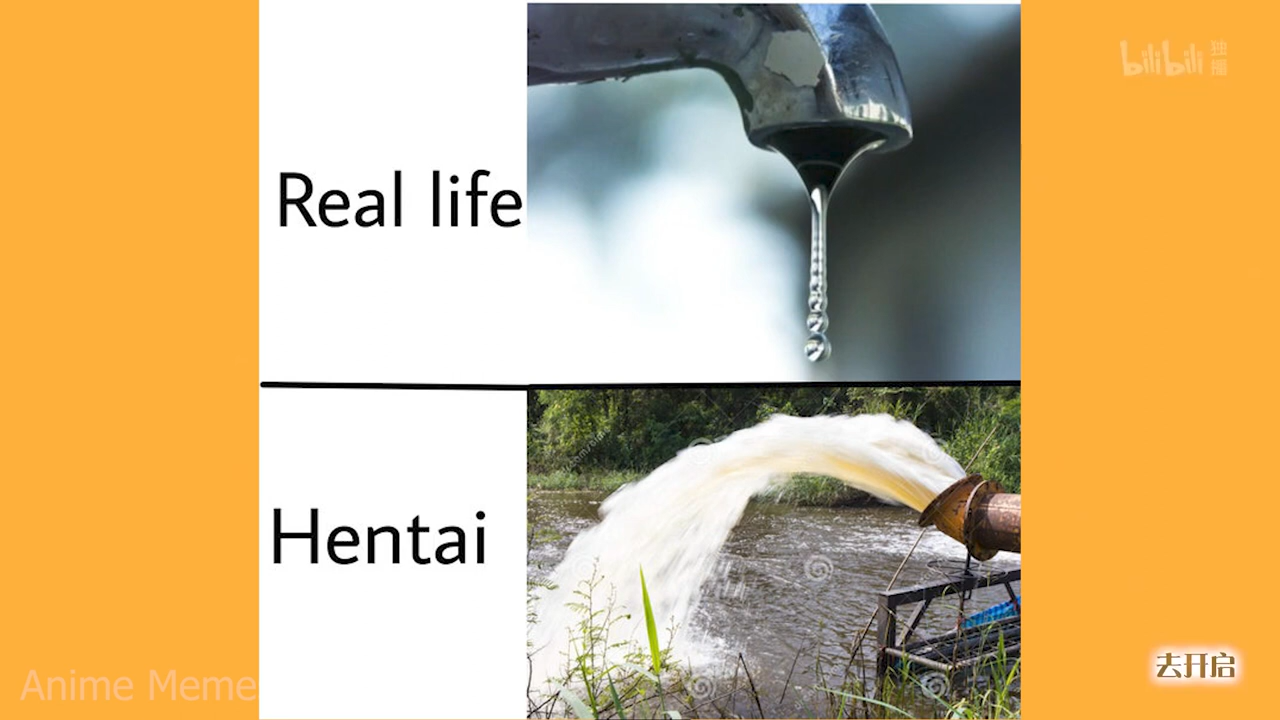 bilibili 独播
Real life
Hentai
Anime Meme
去开启